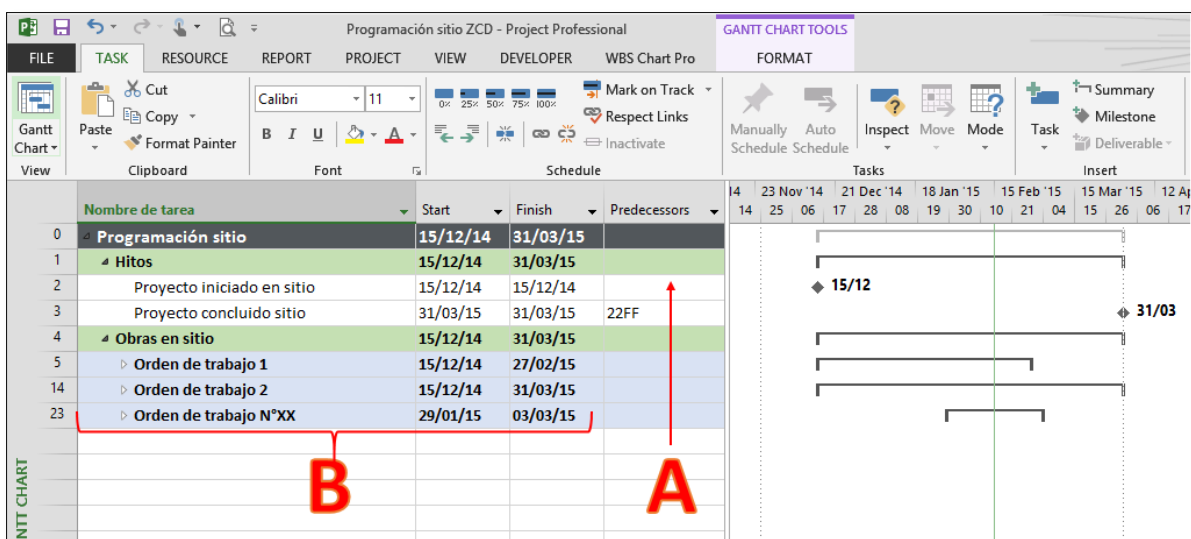 Programación sitio ZCD - Project Professional
GANTT CHART TOOLS
FILE TASK RESOURCE REPORT PROJECT VIEW DEVELOPER WBS Chart Pro FORMAT
Gantt Chart
View
Paste
Cut
Copy
Format Painter
Clipboard
Calibri 11
B I U A
Font
0% 25% 50% 75% 100%
Mark on Track
Respect Links
Inactivate
Schedule
Manually Schedule
Auto Schedule
Inspect
Move
Mode
Tasks
Task
Summary
Milestone
Deliverable
Insert
Nombre de tarea Start Finish Predecessors
14 23 Nov '14 21 Dec '14 18 Jan '15 15 Feb '15 15 Mar '15 12 Ap
14 25 06 17 28 08 19 30 10 21 04 15 26 06 17
0 Programación sitio 15/12/14 31/03/15
1 Hitos 15/12/14 31/03/15
2 Proyecto iniciado en sitio 15/12/14 15/12/14 15/12
3 Proyecto concluido sitio 31/03/15 31/03/15 22FF 31/03
4 Obras en sitio 15/12/14 31/03/15
5 Orden de trabajo 1 15/12/14 27/02/15
14 Orden de trabajo 2 15/12/14 31/03/15
23 Orden de trabajo N°XX 29/01/15 03/03/15
B A
NTT CHART